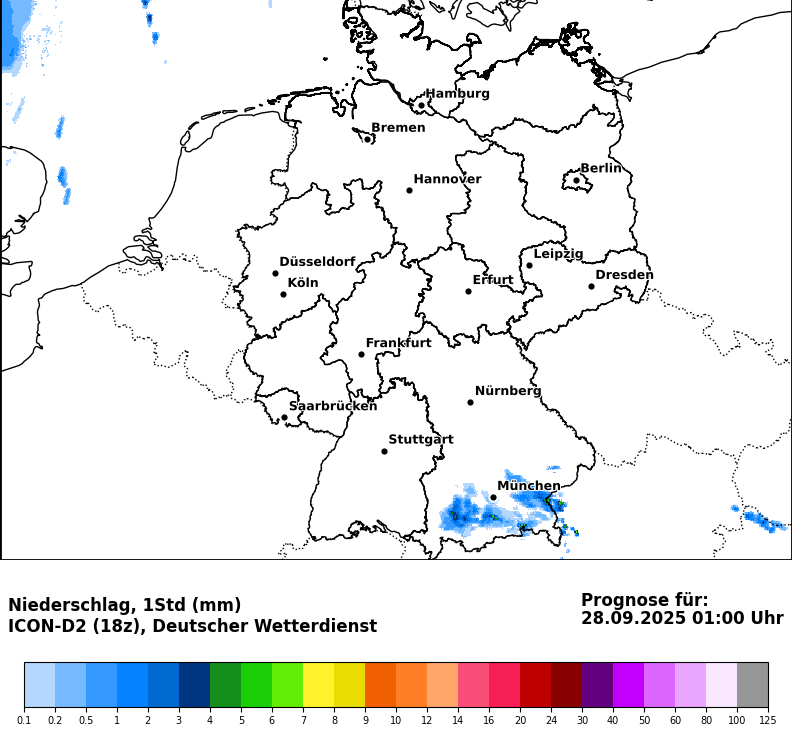 Hamburg
Bremen
Berlin
Hannover
Leipzig
Düsseldorf
Dresden
Köln
Erfurt
Frankfurt
Nürnberg
Saarbrücken
Stuttgart
München
Niederschlag, 1Std (mm)
ICON-D2 (18z), Deutscher Wetterdienst
Prognose für:
28.09.2025 01:00 Uhr
0.1 0.2 0.5 1 2 3 4 5 6 7 8 9 10 12 14 16 20 24 30 40 50 60 80 100 125